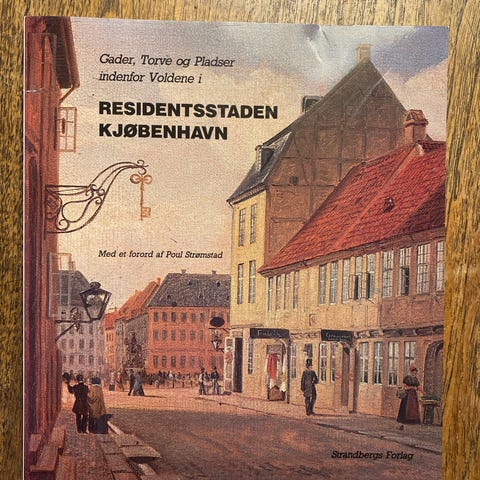 Gader, Torve og Pladser
indenfor Voldene i
RESIDENTSSTADEN
KJØBENHAVN
Med et forord af Poul Strømstad
Strandbergs Forlag